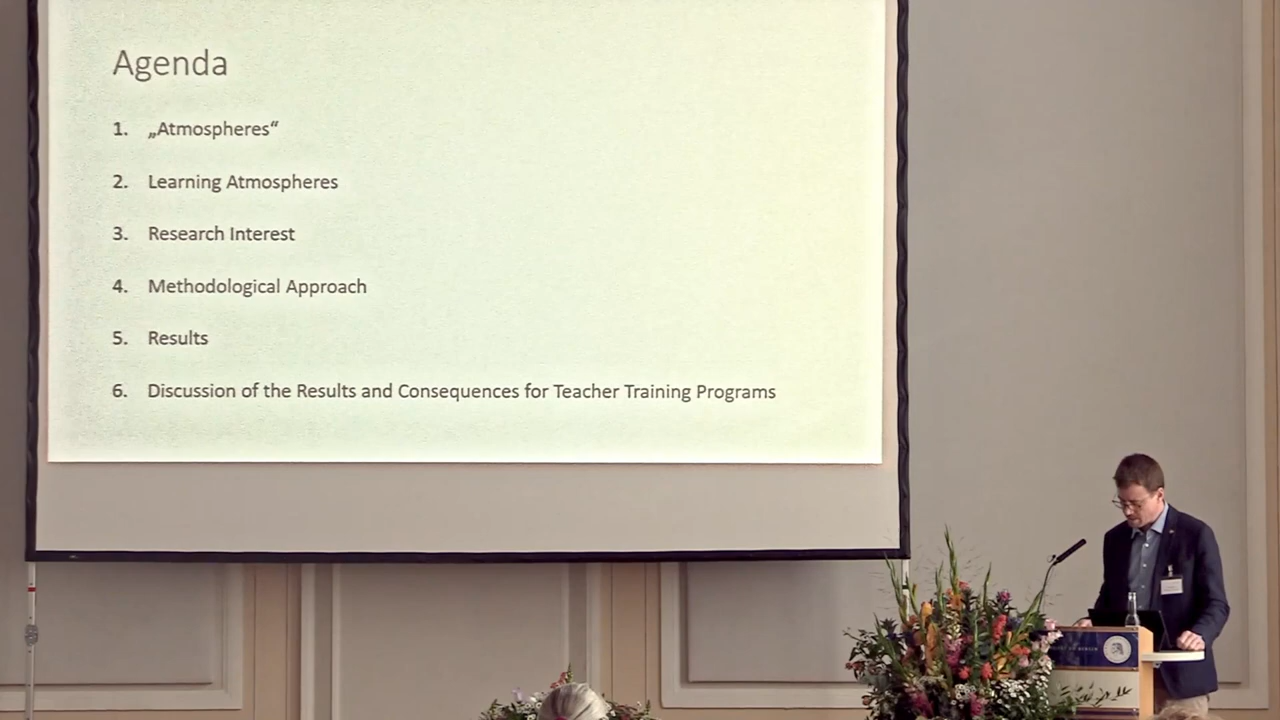 Agenda
1. „Atmospheres“
2. Learning Atmospheres
3. Research Interest
4. Methodological Approach
5. Results
6. Discussion of the Results and Consequences for Teacher Training Programs